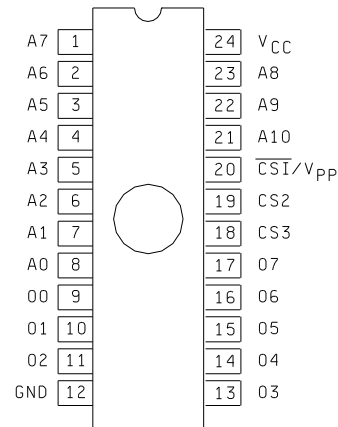 A7 1 24 VCC
A6 2 23 A8
A5 3 22 A9
A4 4 21 A10
A3 5 20 CSI/VPP
A2 6 19 CS2
A1 7 18 CS3
A0 8 17 O7
O0 9 16 O6
O1 10 15 O5
O2 11 14 O4
GND 12 13 O3